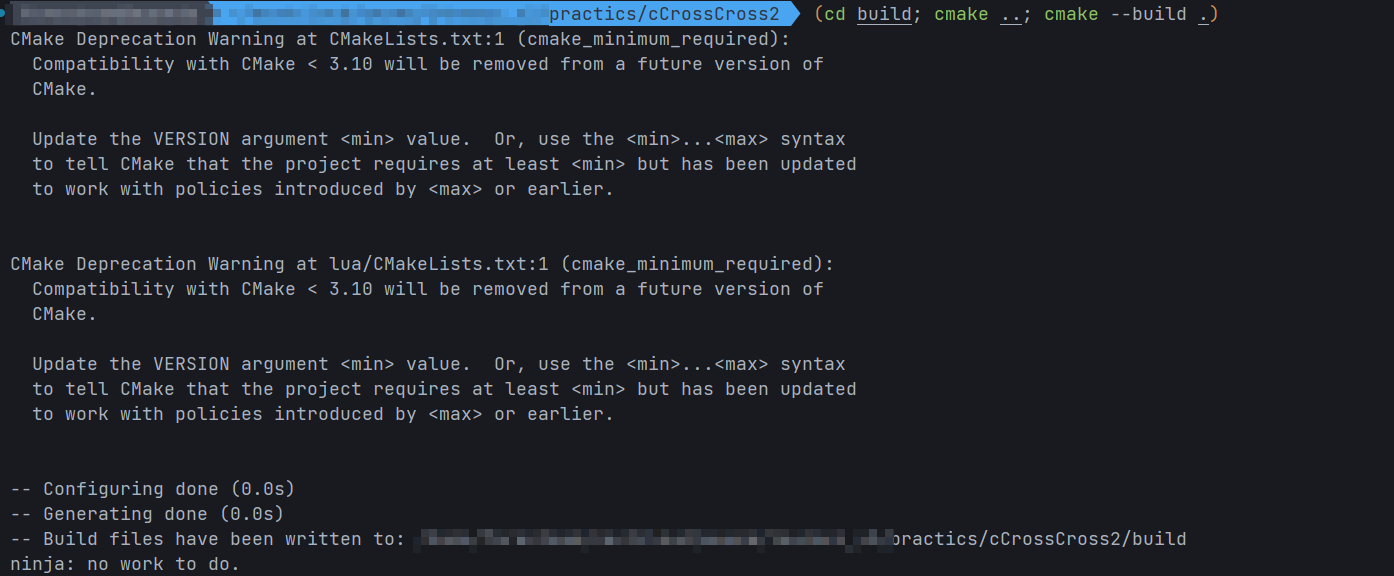 practics/cCrossCross2 (cd build; cmake ..; cmake --build .)
CMake Deprecation Warning at CMakeLists.txt:1 (cmake_minimum_required):
  Compatibility with CMake < 3.10 will be removed from a future version of
  CMake.

  Update the VERSION argument <min> value.  Or, use the <min>...<max> syntax
  to tell CMake that the project requires at least <min> but has been updated
  to work with policies introduced by <max> or earlier.


CMake Deprecation Warning at lua/CMakeLists.txt:1 (cmake_minimum_required):
  Compatibility with CMake < 3.10 will be removed from a future version of
  CMake.

  Update the VERSION argument <min> value.  Or, use the <min>...<max> syntax
  to tell CMake that the project requires at least <min> but has been updated
  to work with policies introduced by <max> or earlier.


-- Configuring done (0.0s)
-- Generating done (0.0s)
-- Build files have been written to: practics/cCrossCross2/build
ninja: no work to do.